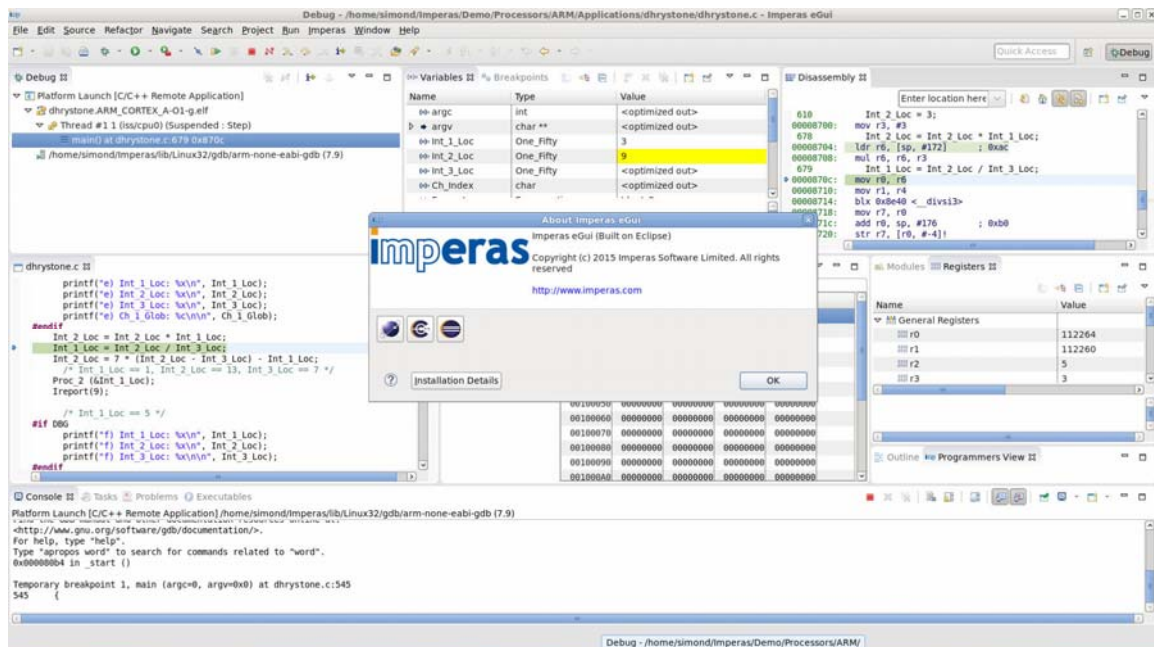 Debug - /home/simond/Imperas/Demo/Processors/ARM/Applications/dhrystone/dhrystone.c - Imperas eGui
File Edit Source Refactor Navigate Search Project Run Imperas Window Help
Quick Access Debug
Debug
Platform Launch [C/C++ Remote Application]
dhrystone.ARM_CORTEX_A-O1-g.elf
Thread #1 1 (iss/cpu0) (Suspended : Step)
main() at dhrystone.c:679 0x870c
/home/simond/Imperas/lib/Linux32/gdb/arm-none-eabi-gdb (7.9)
Variables Breakpoints
Name Type Value
argc int <optimized out>
argv char ** <optimized out>
Int_1_Loc One_Fifty 3
Int_2_Loc One_Fifty 9
Int_3_Loc One_Fifty <optimized out>
Ch_Index char <optimized out>
Disassembly
Enter location here
610 Int_2_Loc = 3;
00008700: mov r3, #3
678 Int_2_Loc = Int_2_Loc * Int_1_Loc;
00008704: ldr r6, [sp, #172] ; 0xac
00008708: mul r6, r6, r3
679 Int_1_Loc = Int_2_Loc / Int_3_Loc;
0000870c: mov r0, r6
00008710: mov r1, r4
00008714: blx 0x8e40 <__divsi3>
718: mov r7, r0
71c: add r0, sp, #176 ; 0xb0
720: str r7, [r0, #-4]!
About Imperas eGui
imperas
Imperas eGui (Built on Eclipse)
Copyright (c) 2015 Imperas Software Limited. All rights
reserved
http://www.imperas.com
Installation Details
OK
dhrystone.c
printf("e) Int_1_Loc: %x\n", Int_1_Loc);
printf("e) Int_2_Loc: %x\n", Int_2_Loc);
printf("e) Int_3_Loc: %x\n", Int_3_Loc);
printf("e) Ch_1_Glob: %c\n\n", Ch_1_Glob);
#endif
Int_2_Loc = Int_2_Loc * Int_1_Loc;
Int_1_Loc = Int_2_Loc / Int_3_Loc;
Int_2_Loc = 7 * (Int_2_Loc - Int_3_Loc) - Int_1_Loc;
/* Int_1_Loc == 1, Int_2_Loc == 13, Int_3_Loc == 7 */
Proc_2 (&Int_1_Loc);
Ireport(9);
/* Int_1_Loc == 5 */
#if DBG
printf("f) Int_1_Loc: %x\n", Int_1_Loc);
printf("f) Int_2_Loc: %x\n", Int_2_Loc);
printf("f) Int_3_Loc: %x\n\n", Int_3_Loc);
#endif
00100050 00000000 00000000 00000000 00000000
00100060 00000000 00000000 00000000 00000000
00100070 00000000 00000000 00000000 00000000
00100080 00000000 00000000 00000000 00000000
00100090 00000000 00000000 00000000 00000000
001000A0 00000000 00000000 00000000 00000000
Modules Registers
Name Value
General Registers
r0 112264
r1 112260
r2 5
r3 3
Outline Programmers View
Console Tasks Problems Executables
Platform Launch [C/C++ Remote Application] /home/simond/Imperas/lib/Linux32/gdb/arm-none-eabi-gdb (7.9)
<http://www.gnu.org/software/gdb/documentation/>.
For help, type "help".
Type "apropos word" to search for commands related to "word".
0x000080b4 in _start ()
Temporary breakpoint 1, main (argc=0, argv=0x0) at dhrystone.c:545
545 {
Debug - /home/simond/Imperas/Demo/Processors/ARM/